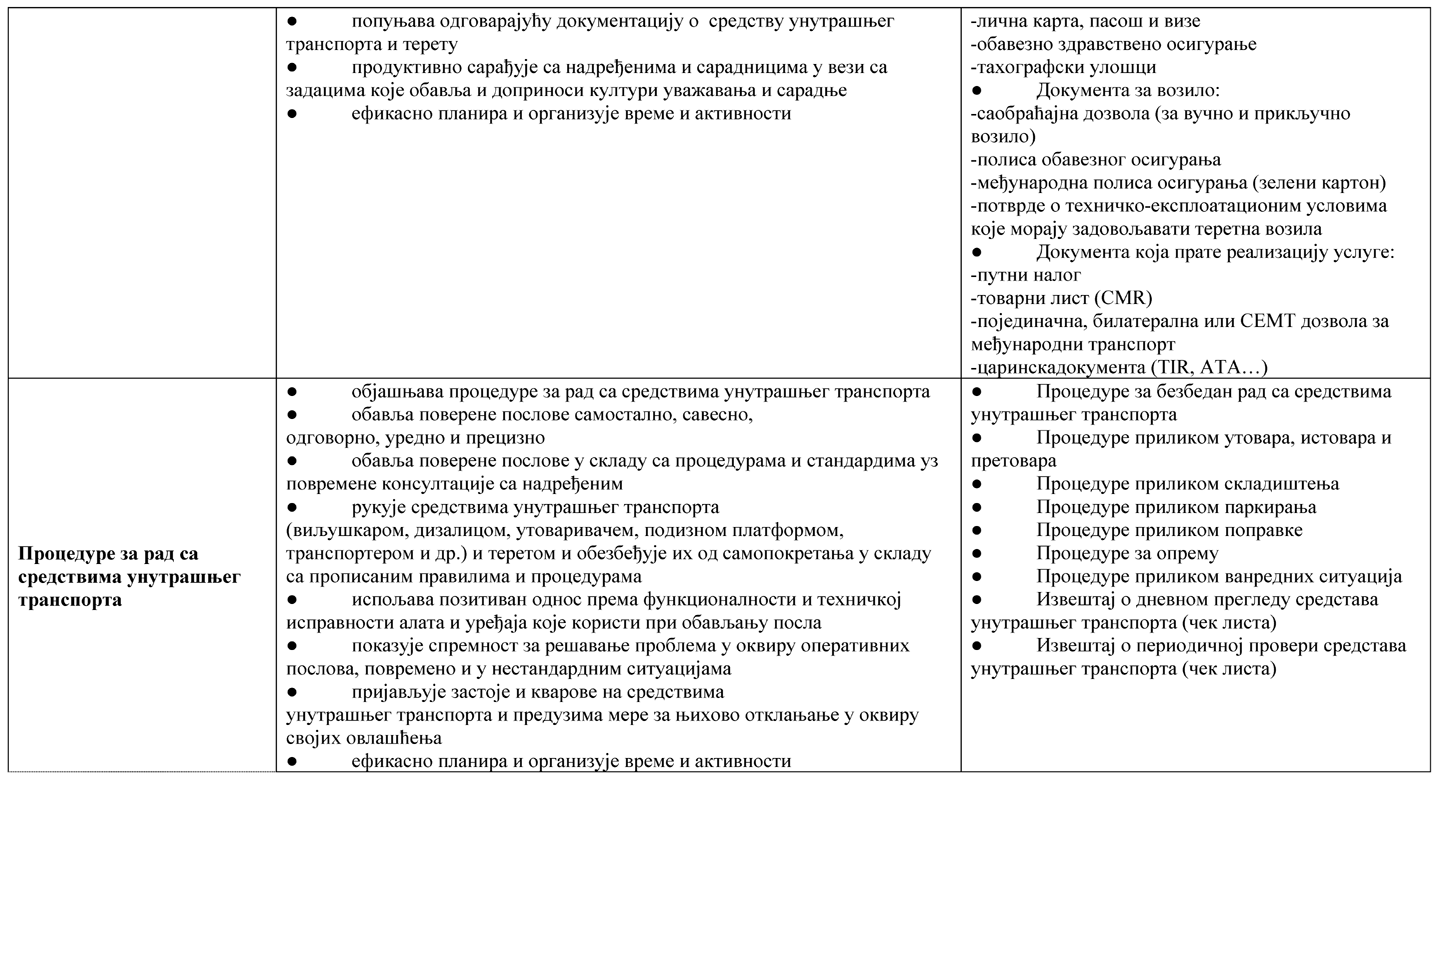 ● попуњава одговарајућу документацију о средству унутрашњег
транспорта и терету
● продуктивно сарађује са надређенима и сарадницима у вези са
задацима које обавља и доприноси култури уважавања и сарадње
● ефикасно планира и организује време и активности
-лична карта, пасош и визе
-обавезно здравствено осигурање
-тахографски улошци
● Документа за возило:
-саобраћајна дозвола (за вучно и прикључно
возило)
-полиса обавезног осигурања
-међународна полиса осигурања (зелени картон)
-потврде о техничко-експлоатационим условима
које морају задовољавати теретна возила
● Документа која прате реализацију услуге:
-путни налог
-товарни лист (CMR)
-појединачна, билатерална или CEMT дозвола за
међународни транспорт
-царинскадокумента (TIR, ATA…)
Процедуре за рад са
средствима унутрашњег
транспорта
● објашњава процедуре за рад са средствима унутрашњег транспорта
● обавља поверене послове самостално, савесно,
одговорно, уредно и прецизно
● обавља поверене послове у складу са процедурама и стандардима уз
повремене консултације са надређеним
● рукује средствима унутрашњег транспорта
(виљушкаром, дизалицом, утоваривачем, подизном платформом,
транспортером и др.) и теретом и обезбеђује их од самопокретања у складу
са прописаним правилима и процедурама
● испољава позитиван однос према функционалности и техничкој
исправности алата и уређаја које користи при обављању посла
● показује спремност за решавање проблема у оквиру оперативних
послова, повремено и у нестандардним ситуацијама
● пријављује застоје и кварове на средствима
унутрашњег транспорта и предузима мере за њихово отклањање у оквиру
својих овлашћења
● ефикасно планира и организује време и активности
● Процедуре за безбедан рад са средствима
унутрашњег транспорта
● Процедуре приликом утовара, истовара и
претовара
● Процедуре приликом складиштења
● Процедуре приликом паркирања
● Процедуре приликом поправке
● Процедуре за опрему
● Процедуре приликом ванредних ситуација
● Извештај о дневном прегледу средстава
унутрашњег транспорта (чек листа)
● Извештај о периодичној провери средстава
унутрашњег транспорта (чек листа)